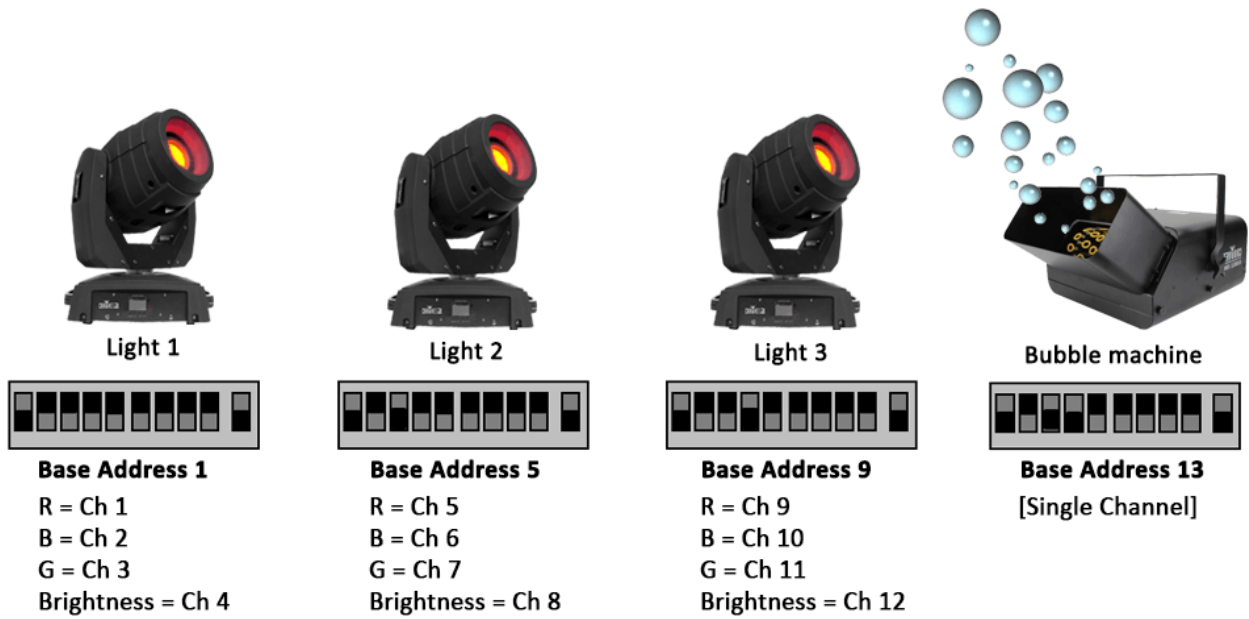 Light 1
Light 2
Light 3
Bubble machine
Base Address 1
R = Ch 1
B = Ch 2
G = Ch 3
Brightness = Ch 4
Base Address 5
R = Ch 5
B = Ch 6
G = Ch 7
Brightness = Ch 8
Base Address 9
R = Ch 9
B = Ch 10
G = Ch 11
Brightness = Ch 12
Base Address 13
[Single Channel]